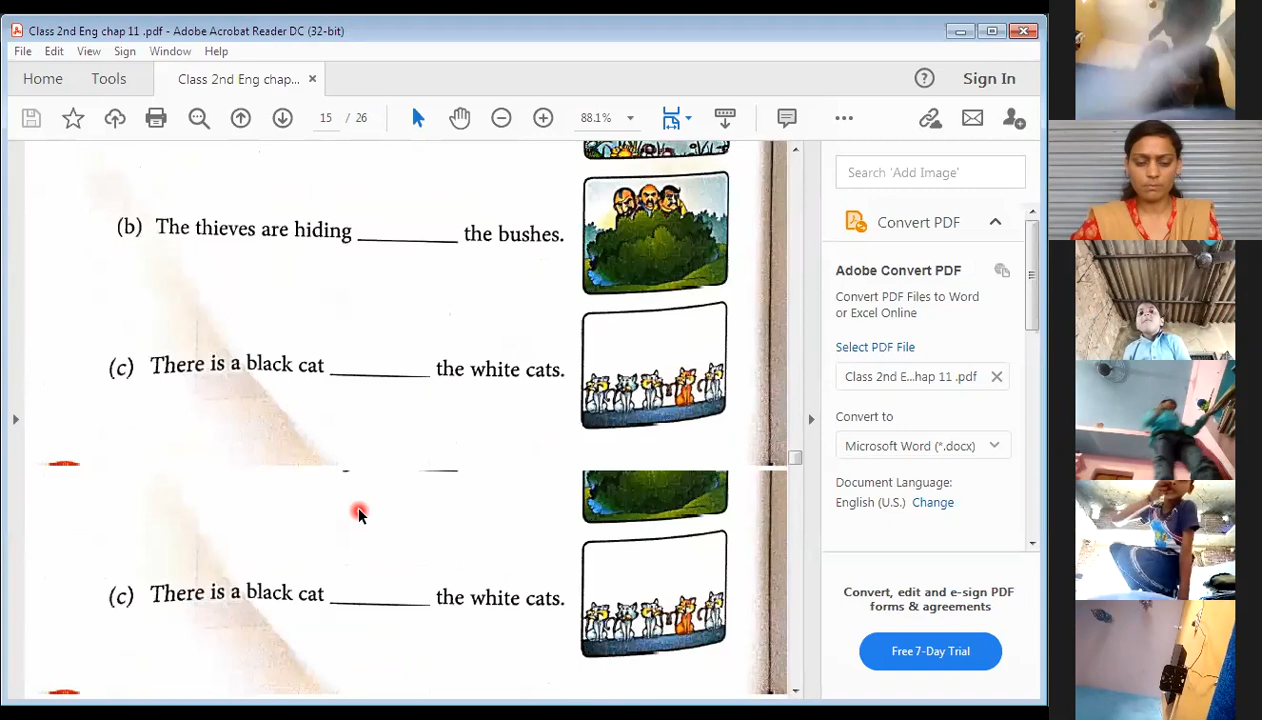 Class 2nd Eng chap 11 .pdf - Adobe Acrobat Reader DC (32-bit)
File Edit View Sign Window Help
Home Tools Class 2nd Eng chap... × Sign In
15 / 26 88.1%
(b) The thieves are hiding __________ the bushes.
(c) There is a black cat __________ the white cats.
(c) There is a black cat __________ the white cats.
Search 'Add Image'
Convert PDF
Adobe Convert PDF
Convert PDF Files to Word
or Excel Online
Select PDF File
Class 2nd E...hap 11 .pdf
Convert to
Microsoft Word (*.docx)
Document Language:
English (U.S.) Change
Convert, edit and e-sign PDF
forms & agreements
Free 7-Day Trial